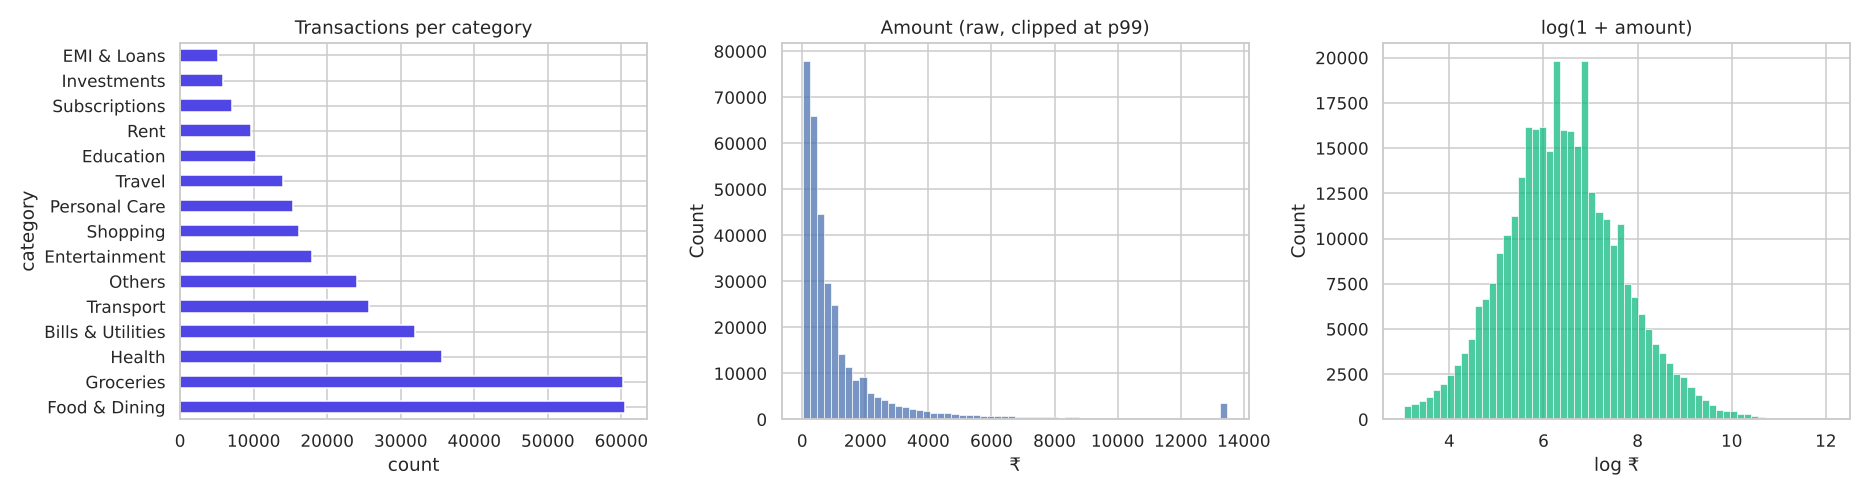 Transactions per category
EMI & Loans
Investments
Subscriptions
Rent
Education
Travel
Personal Care
Shopping
Entertainment
Others
Transport
Bills & Utilities
Health
Groceries
Food & Dining
category
0 10000 20000 30000 40000 50000 60000
count
Amount (raw, clipped at p99)
80000
70000
60000
50000
40000
30000
20000
10000
0
Count
0 2000 4000 6000 8000 10000 12000 14000
₹
log(1 + amount)
20000
17500
15000
12500
10000
7500
5000
2500
0
Count
4 6 8 10 12
log ₹